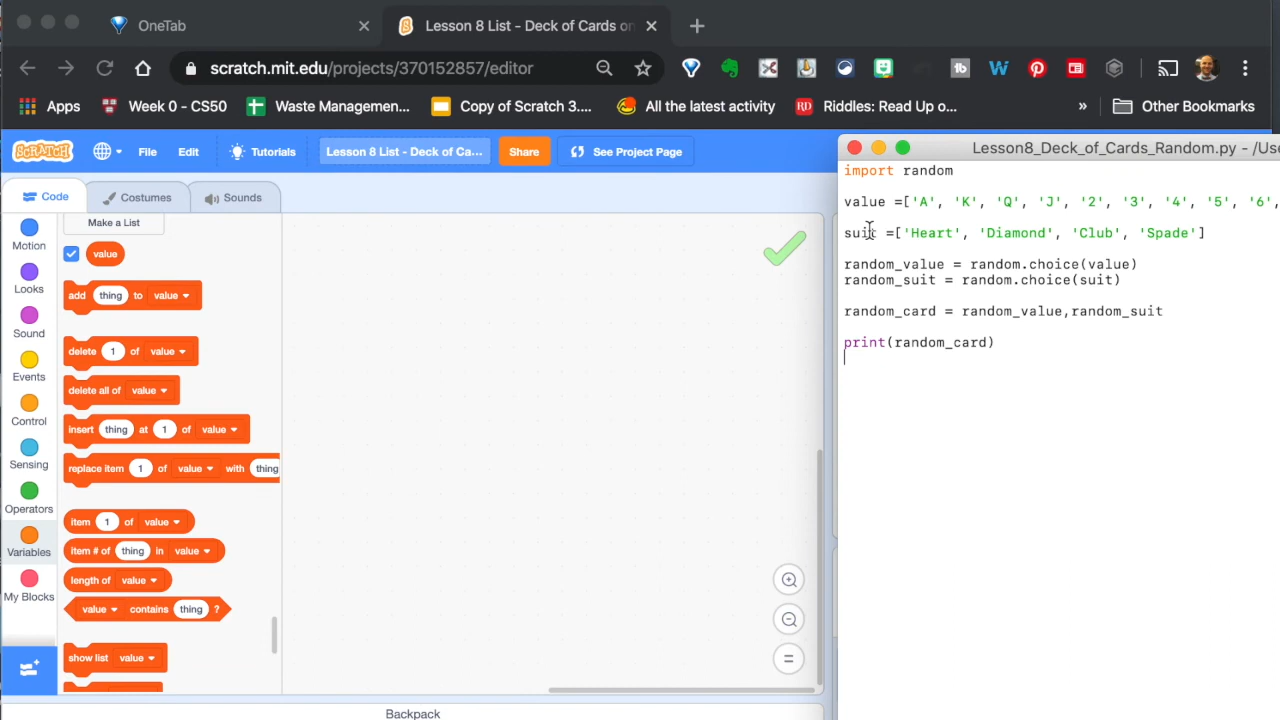 OneTab
Lesson 8 List - Deck of Cards on
scratch.mit.edu/projects/370152857/editor
Apps
Week 0 - CS50
Waste Managemen...
Copy of Scratch 3....
All the latest activity
RD
Riddles: Read Up o...
»
Other Bookmarks
SCRATCH
File
Edit
Tutorials
Lesson 8 List - Deck of Ca...
Share
See Project Page
Code
Costumes
Sounds
Motion
Looks
Sound
Events
Control
Sensing
Operators
Variables
My Blocks
Make a List
value
add thing to value
delete 1 of value
delete all of value
insert thing at 1 of value
replace item 1 of value with thing
item 1 of value
item # of thing in value
length of value
value contains thing ?
show list value
Backpack
Lesson8_Deck_of_Cards_Random.py - /Use
import random
value =['A', 'K', 'Q', 'J', '2', '3', '4', '5', '6',
suit =['Heart', 'Diamond', 'Club', 'Spade']
random_value = random.choice(value)
random_suit = random.choice(suit)
random_card = random_value,random_suit
print(random_card)